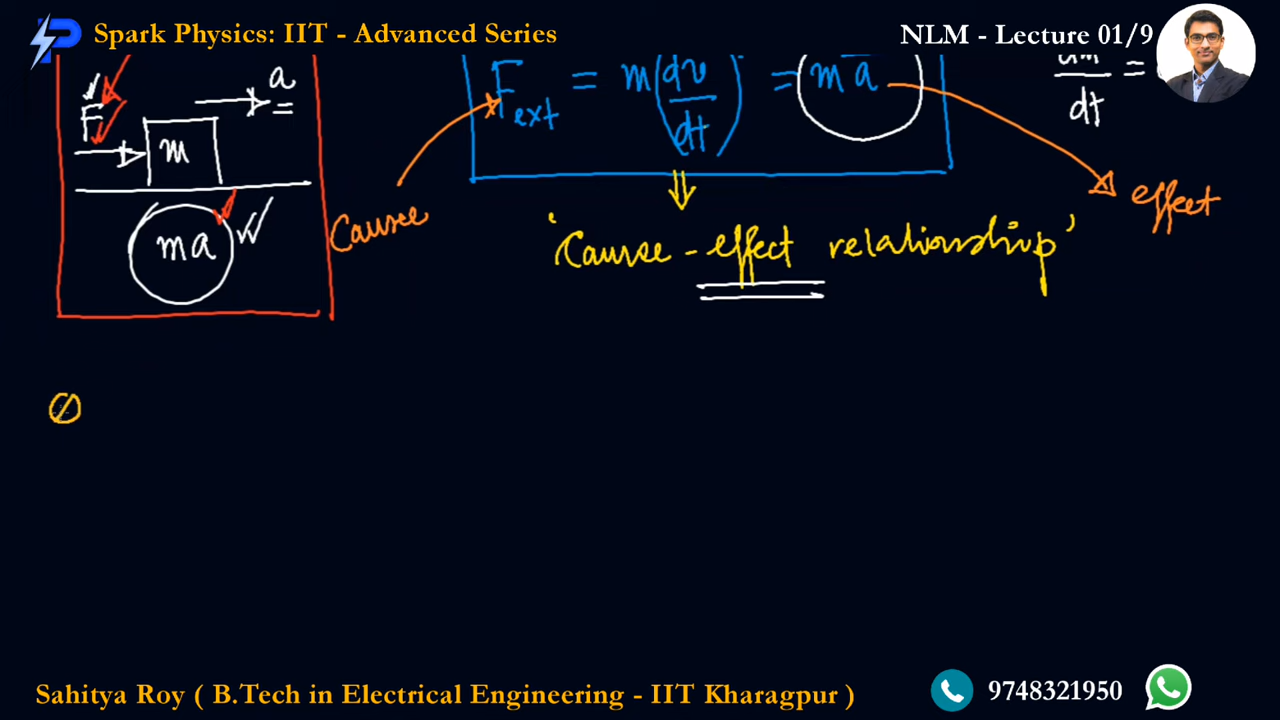 Spark Physics: IIT - Advanced Series
NLM - Lecture 01/9
F
a
m
ma
Cause
F ext = m(dv/dt) = ma
dt
=
effect
'Cause - effect relationship'
Sahitya Roy ( B.Tech in Electrical Engineering - IIT Kharagpur )
9748321950